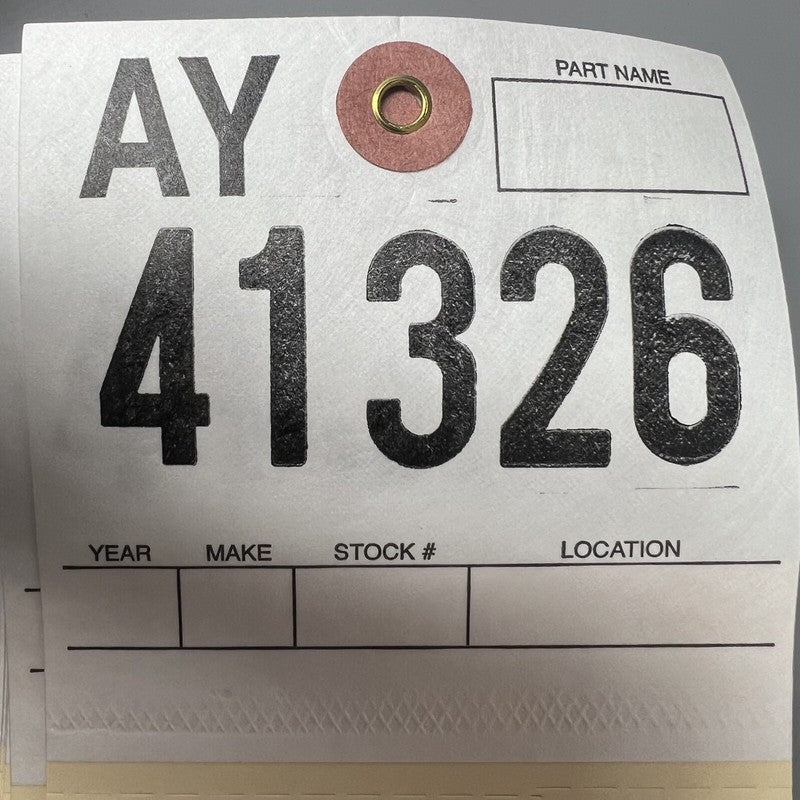 AY
PART NAME
41326
YEAR MAKE STOCK # LOCATION